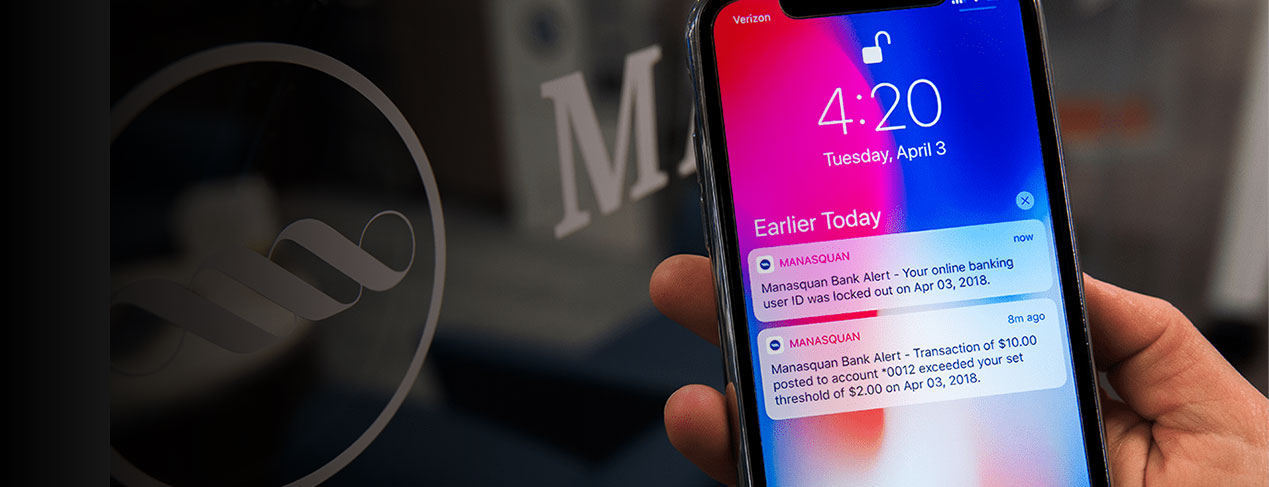 M
Verizon
4:20
Tuesday, April 3
Earlier Today
MANASQUAN
now
Manasquan Bank Alert - Your online banking
user ID was locked out on Apr 03, 2018.
MANASQUAN
8m ago
Manasquan Bank Alert - Transaction of $10.00
posted to account *0012 exceeded your set
threshold of $2.00 on Apr 03, 2018.